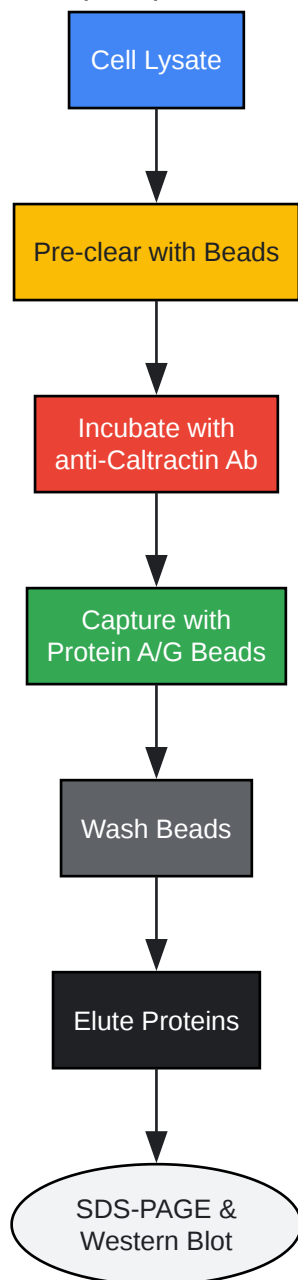 Cell Lysate
Pre-clear with Beads
Incubate with
anti-Caltractin Ab
Capture with
Protein A/G Beads
Wash Beads
Elute Proteins
SDS-PAGE &
Western Blot